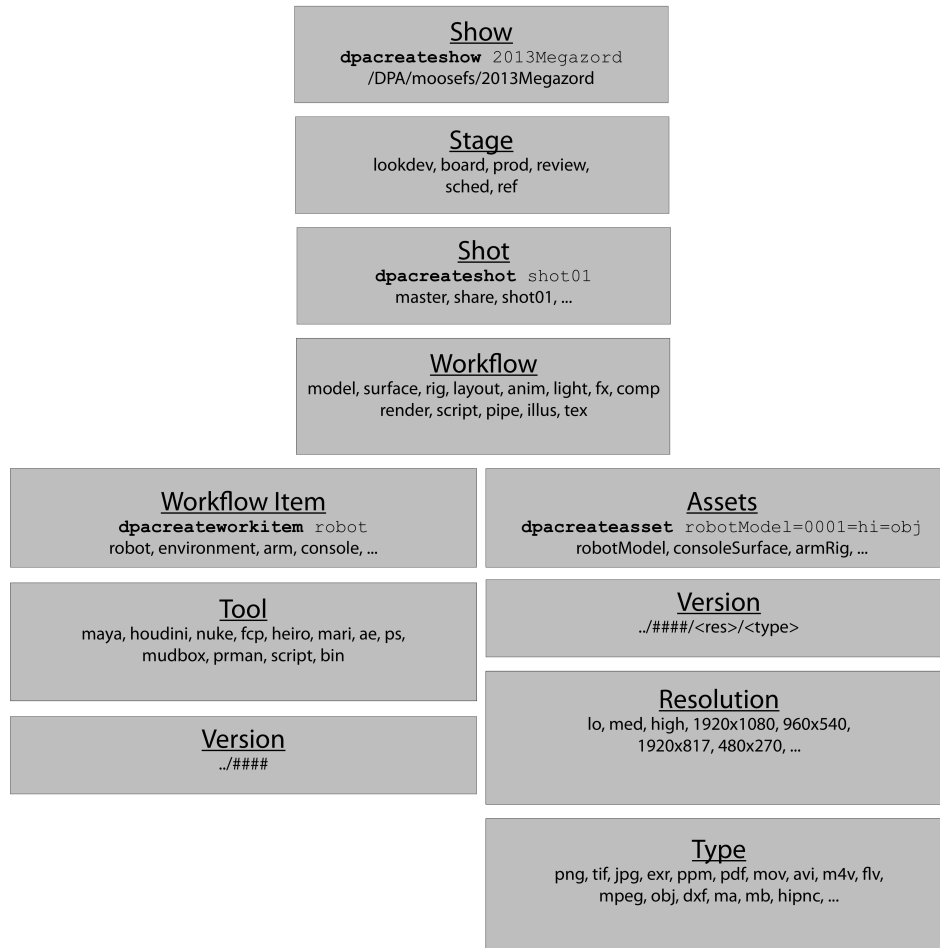 Show
dpacreateshow 2013Megazord
/DPA/moosefs/2013Megazord
Stage
lookdev, board, prod, review,
sched, ref
Shot
dpacreateshot shot01
master, share, shot01, ...
Workflow
model, surface, rig, layout, anim, light, fx, comp
render, script, pipe, illus, tex
Workflow Item
dpacreateworkitem robot
robot, environment, arm, console, ...
Tool
maya, houdini, nuke, fcp, heiro, mari, ae, ps,
mudbox, prman, script, bin
Version
../####
Assets
dpacreateasset robotModel=0001=hi=obj
robotModel, consoleSurface, armRig, ...
Version
../####/<res>/<type>
Resolution
lo, med, high, 1920x1080, 960x540,
1920x817, 480x270, ...
Type
png, tif, jpg, exr, ppm, pdf, mov, avi, m4v, flv,
mpeg, obj, dxf, ma, mb, hipnc, ...